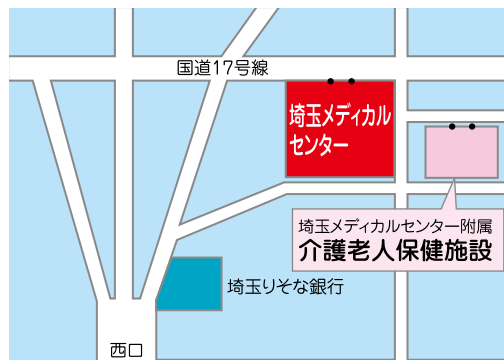 国道17号線
埼玉メディカル
センター
埼玉メディカルセンター附属
介護老人保健施設
埼玉りそな銀行
西口